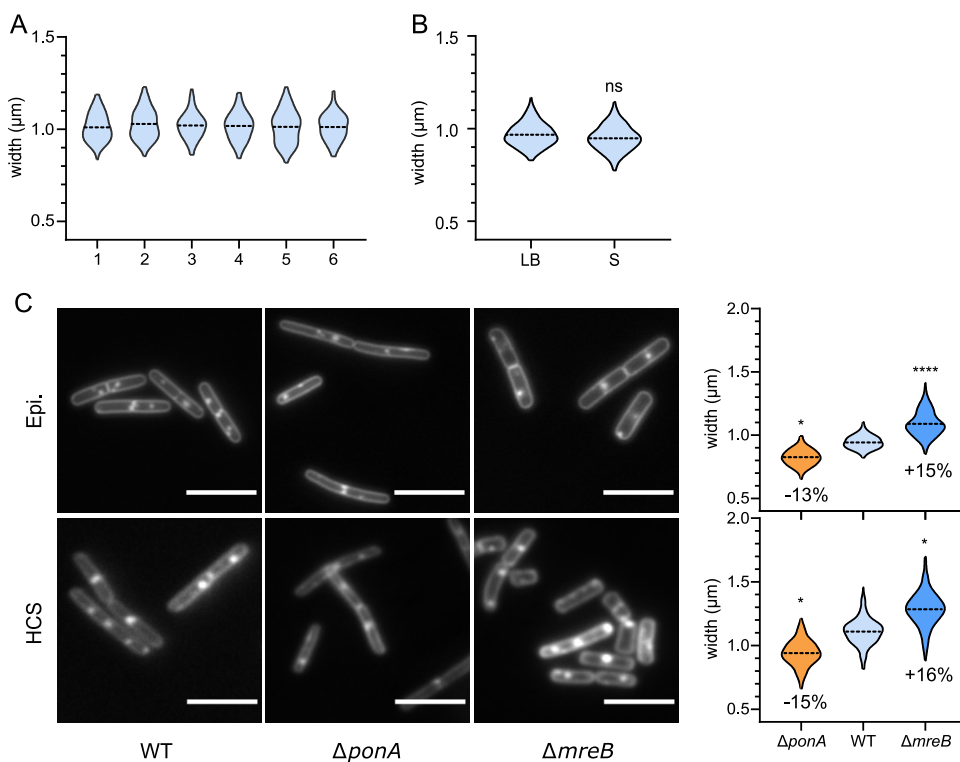 A
B
1.5
1.0
0.5
width (µm)
1
2
3
4
5
6
1.5
1.0
0.5
width (µm)
ns
LB
S
C
Epi.
HCS
WT
ΔponA
ΔmreB
2.0
1.5
1.0
0.5
width (µm)
*
****
-13%
+15%
2.0
1.5
1.0
0.5
width (µm)
*
*
-15%
+16%
ΔponA
WT
ΔmreB